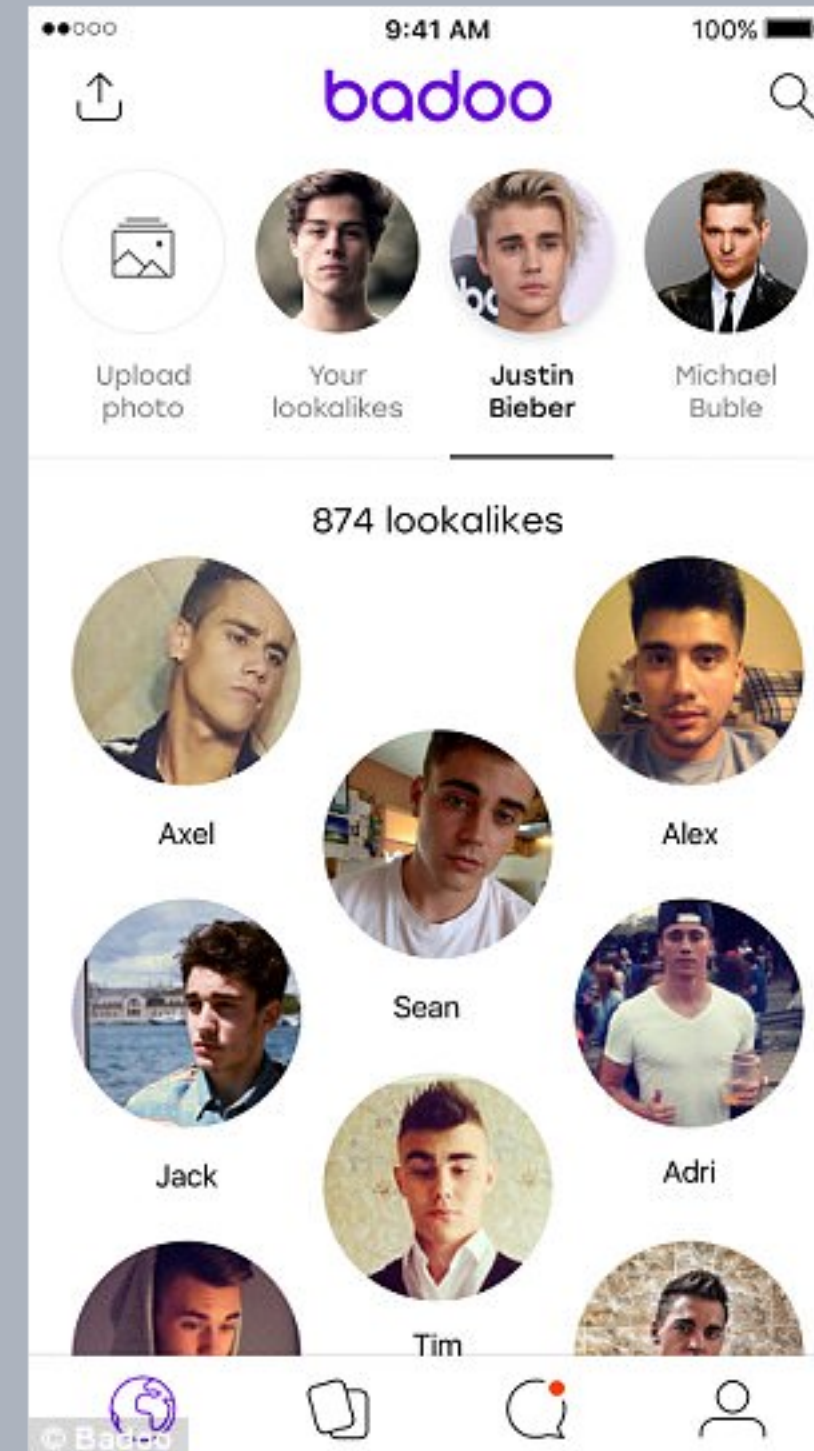 9:41 AM 100%
badoo
Upload photo
Your lookalikes
Justin Bieber
Michael Buble
874 lookalikes
Axel
Alex
Sean
Jack
Adri
Tim
© Badoo